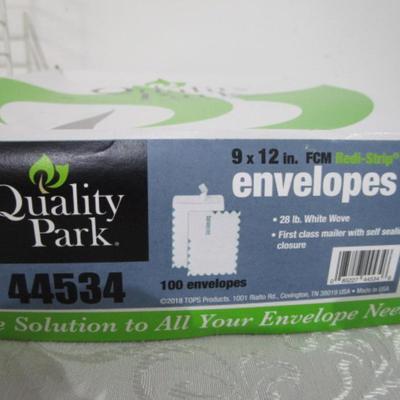 Quality
Park®
9 x 12 in. FCM Redi-Strip®
envelopes
• 28 lb. White Wove
• First class mailer with self sealing
closure
44534
100 envelopes
©2018 TOPS Products. 1001 Rialto Rd., Covington, TN 38019 USA • Made in USA
e Solution to All Your Envelope Nee